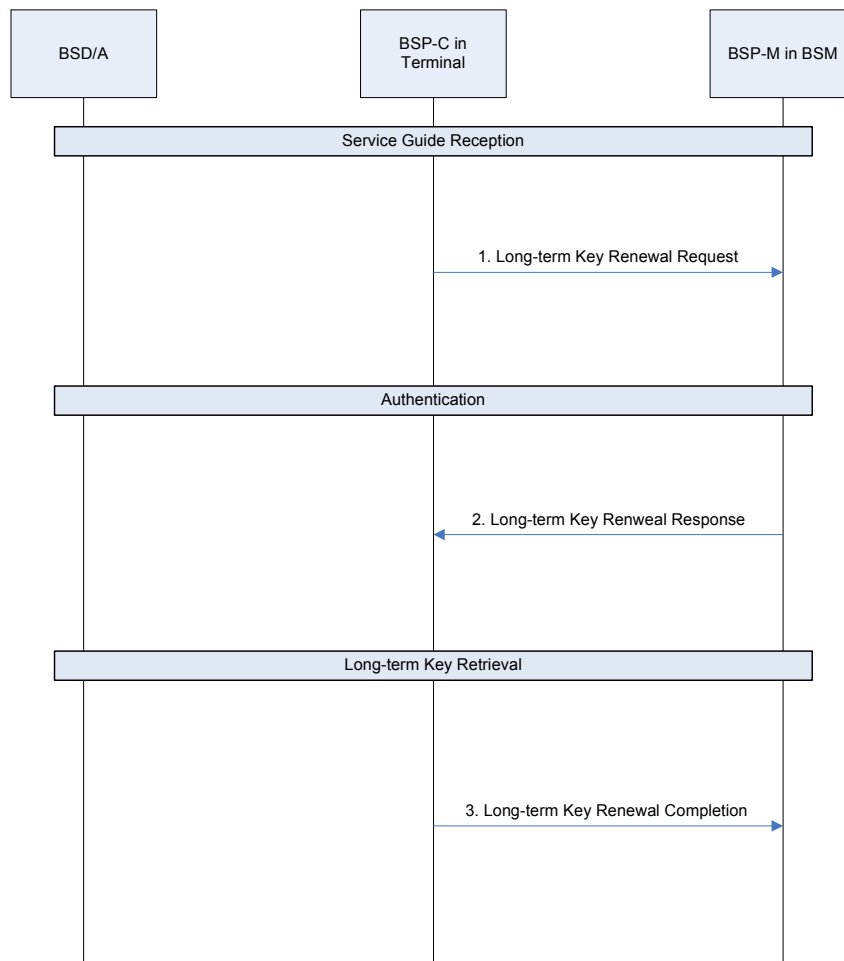 BSD/A
BSP-C in
Terminal
BSP-M in BSM
Service Guide Reception
1. Long-term Key Renewal Request
Authentication
2. Long-term Key Renweal Response
Long-term Key Retrieval
3. Long-term Key Renewal Completion